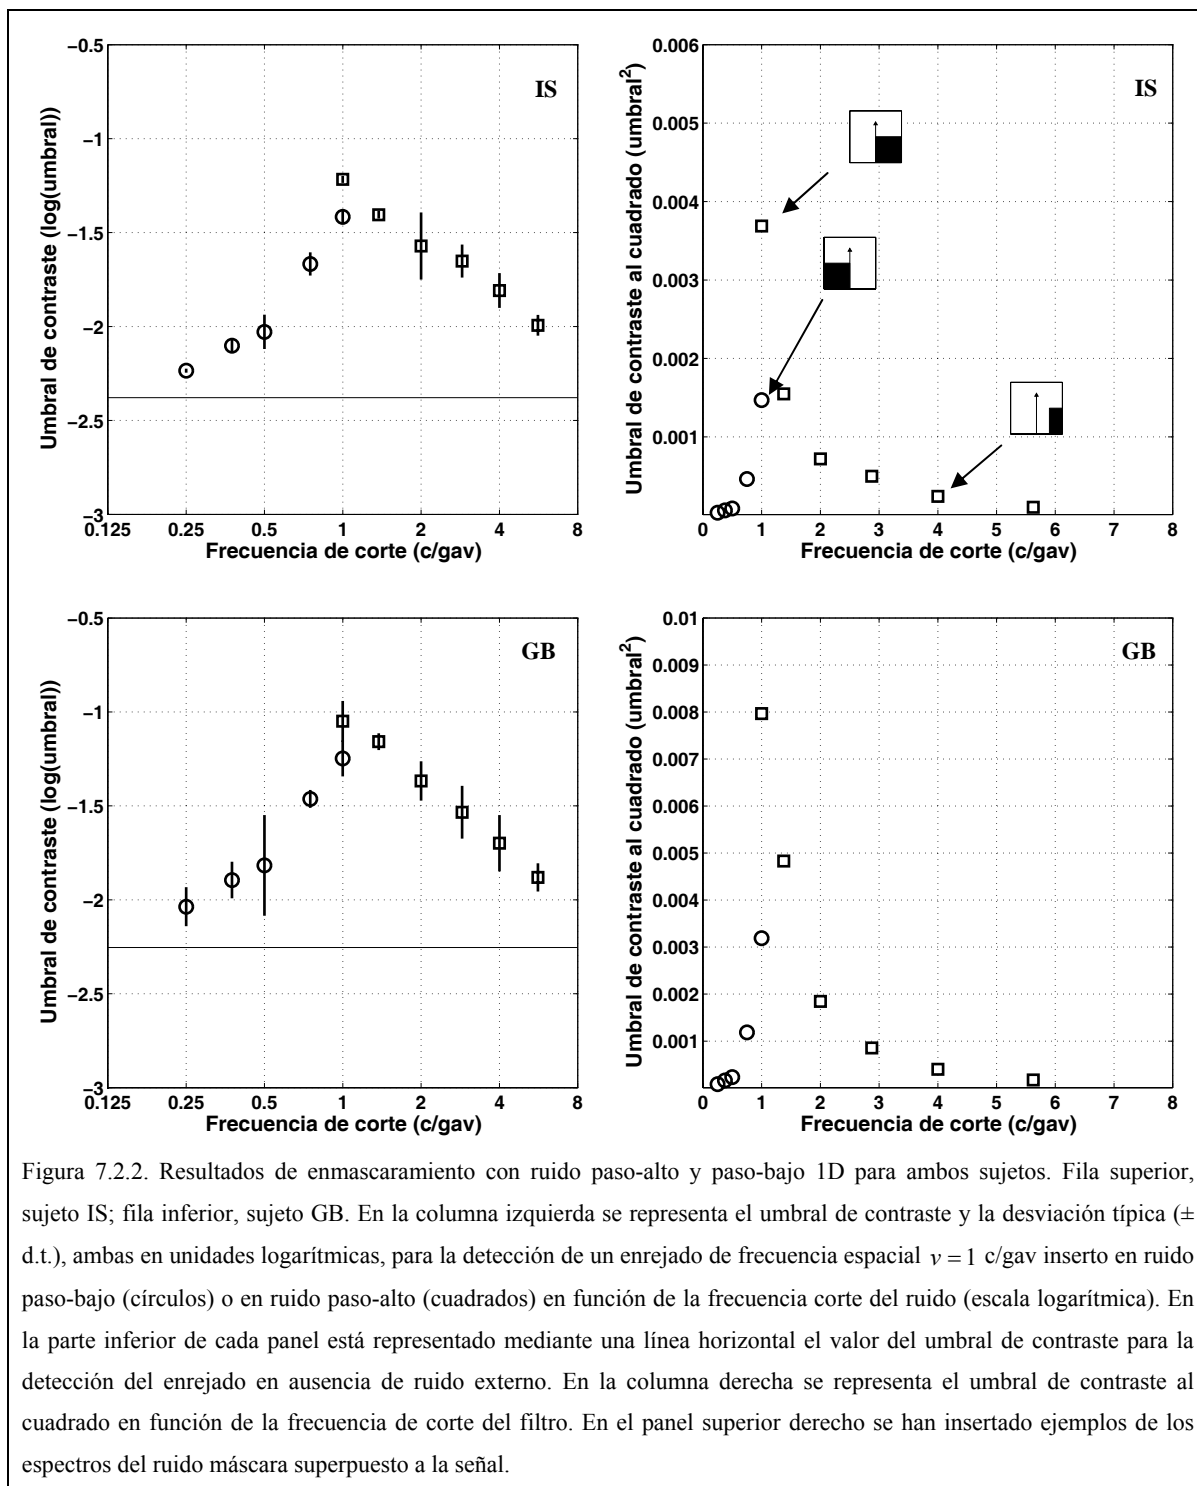 −0.5
−1
−1.5
−2
−2.5
−3
0.125 0.25 0.5 1 2 4 8
Frecuencia de corte (c/gav)
Umbral de contraste (log(umbral))
IS
0.006
0.005
0.004
0.003
0.002
0.001
0 1 2 3 4 5 6 7 8
Frecuencia de corte (c/gav)
Umbral de contraste al cuadrado (umbral²)
IS
−0.5
−1
−1.5
−2
−2.5
−3
0.125 0.25 0.5 1 2 4 8
Frecuencia de corte (c/gav)
Umbral de contraste (log(umbral))
GB
0.01
0.009
0.008
0.007
0.006
0.005
0.004
0.003
0.002
0.001
0 1 2 3 4 5 6 7 8
Frecuencia de corte (c/gav)
Umbral de contraste al cuadrado (umbral²)
GB
Figura 7.2.2. Resultados de enmascaramiento con ruido paso-alto y paso-bajo 1D para ambos sujetos. Fila superior,
sujeto IS; fila inferior, sujeto GB. En la columna izquierda se representa el umbral de contraste y la desviación típica (±
d.t.), ambas en unidades logarítmicas, para la detección de un enrejado de frecuencia espacial ν = 1 c/gav inserto en ruido
paso-bajo (círculos) o en ruido paso-alto (cuadrados) en función de la frecuencia corte del ruido (escala logarítmica). En
la parte inferior de cada panel está representado mediante una línea horizontal el valor del umbral de contraste para la
detección del enrejado en ausencia de ruido externo. En la columna derecha se representa el umbral de contraste al
cuadrado en función de la frecuencia de corte del filtro. En el panel superior derecho se han insertado ejemplos de los
espectros del ruido máscara superpuesto a la señal.